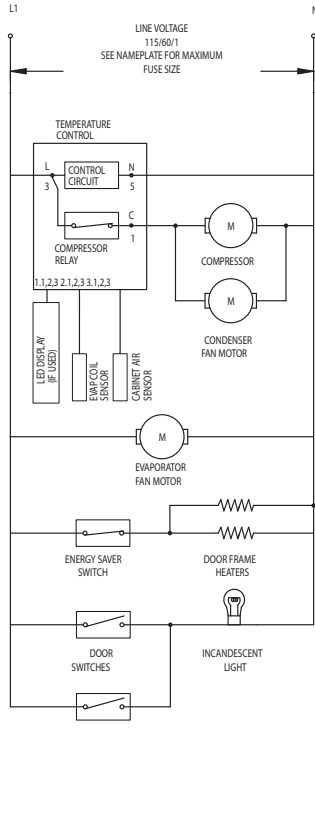 L1
N
LINE VOLTAGE
115/60/1
SEE NAMEPLATE FOR MAXIMUM
FUSE SIZE
TEMPERATURE
CONTROL
L
CONTROL
CIRCUIT
N
3
5
C
1
COMPRESSOR
RELAY
M
COMPRESSOR
1.1,2,3 2.1,2,3 3.1,2,3
M
CONDENSER
FAN MOTOR
LED DISPLAY
(IF USED)
EVAP COIL
SENSOR
CABINET AIR
SENSOR
M
EVAPORATOR
FAN MOTOR
ENERGY SAVER
SWITCH
DOOR FRAME
HEATERS
DOOR
SWITCHES
INCANDESCENT
LIGHT